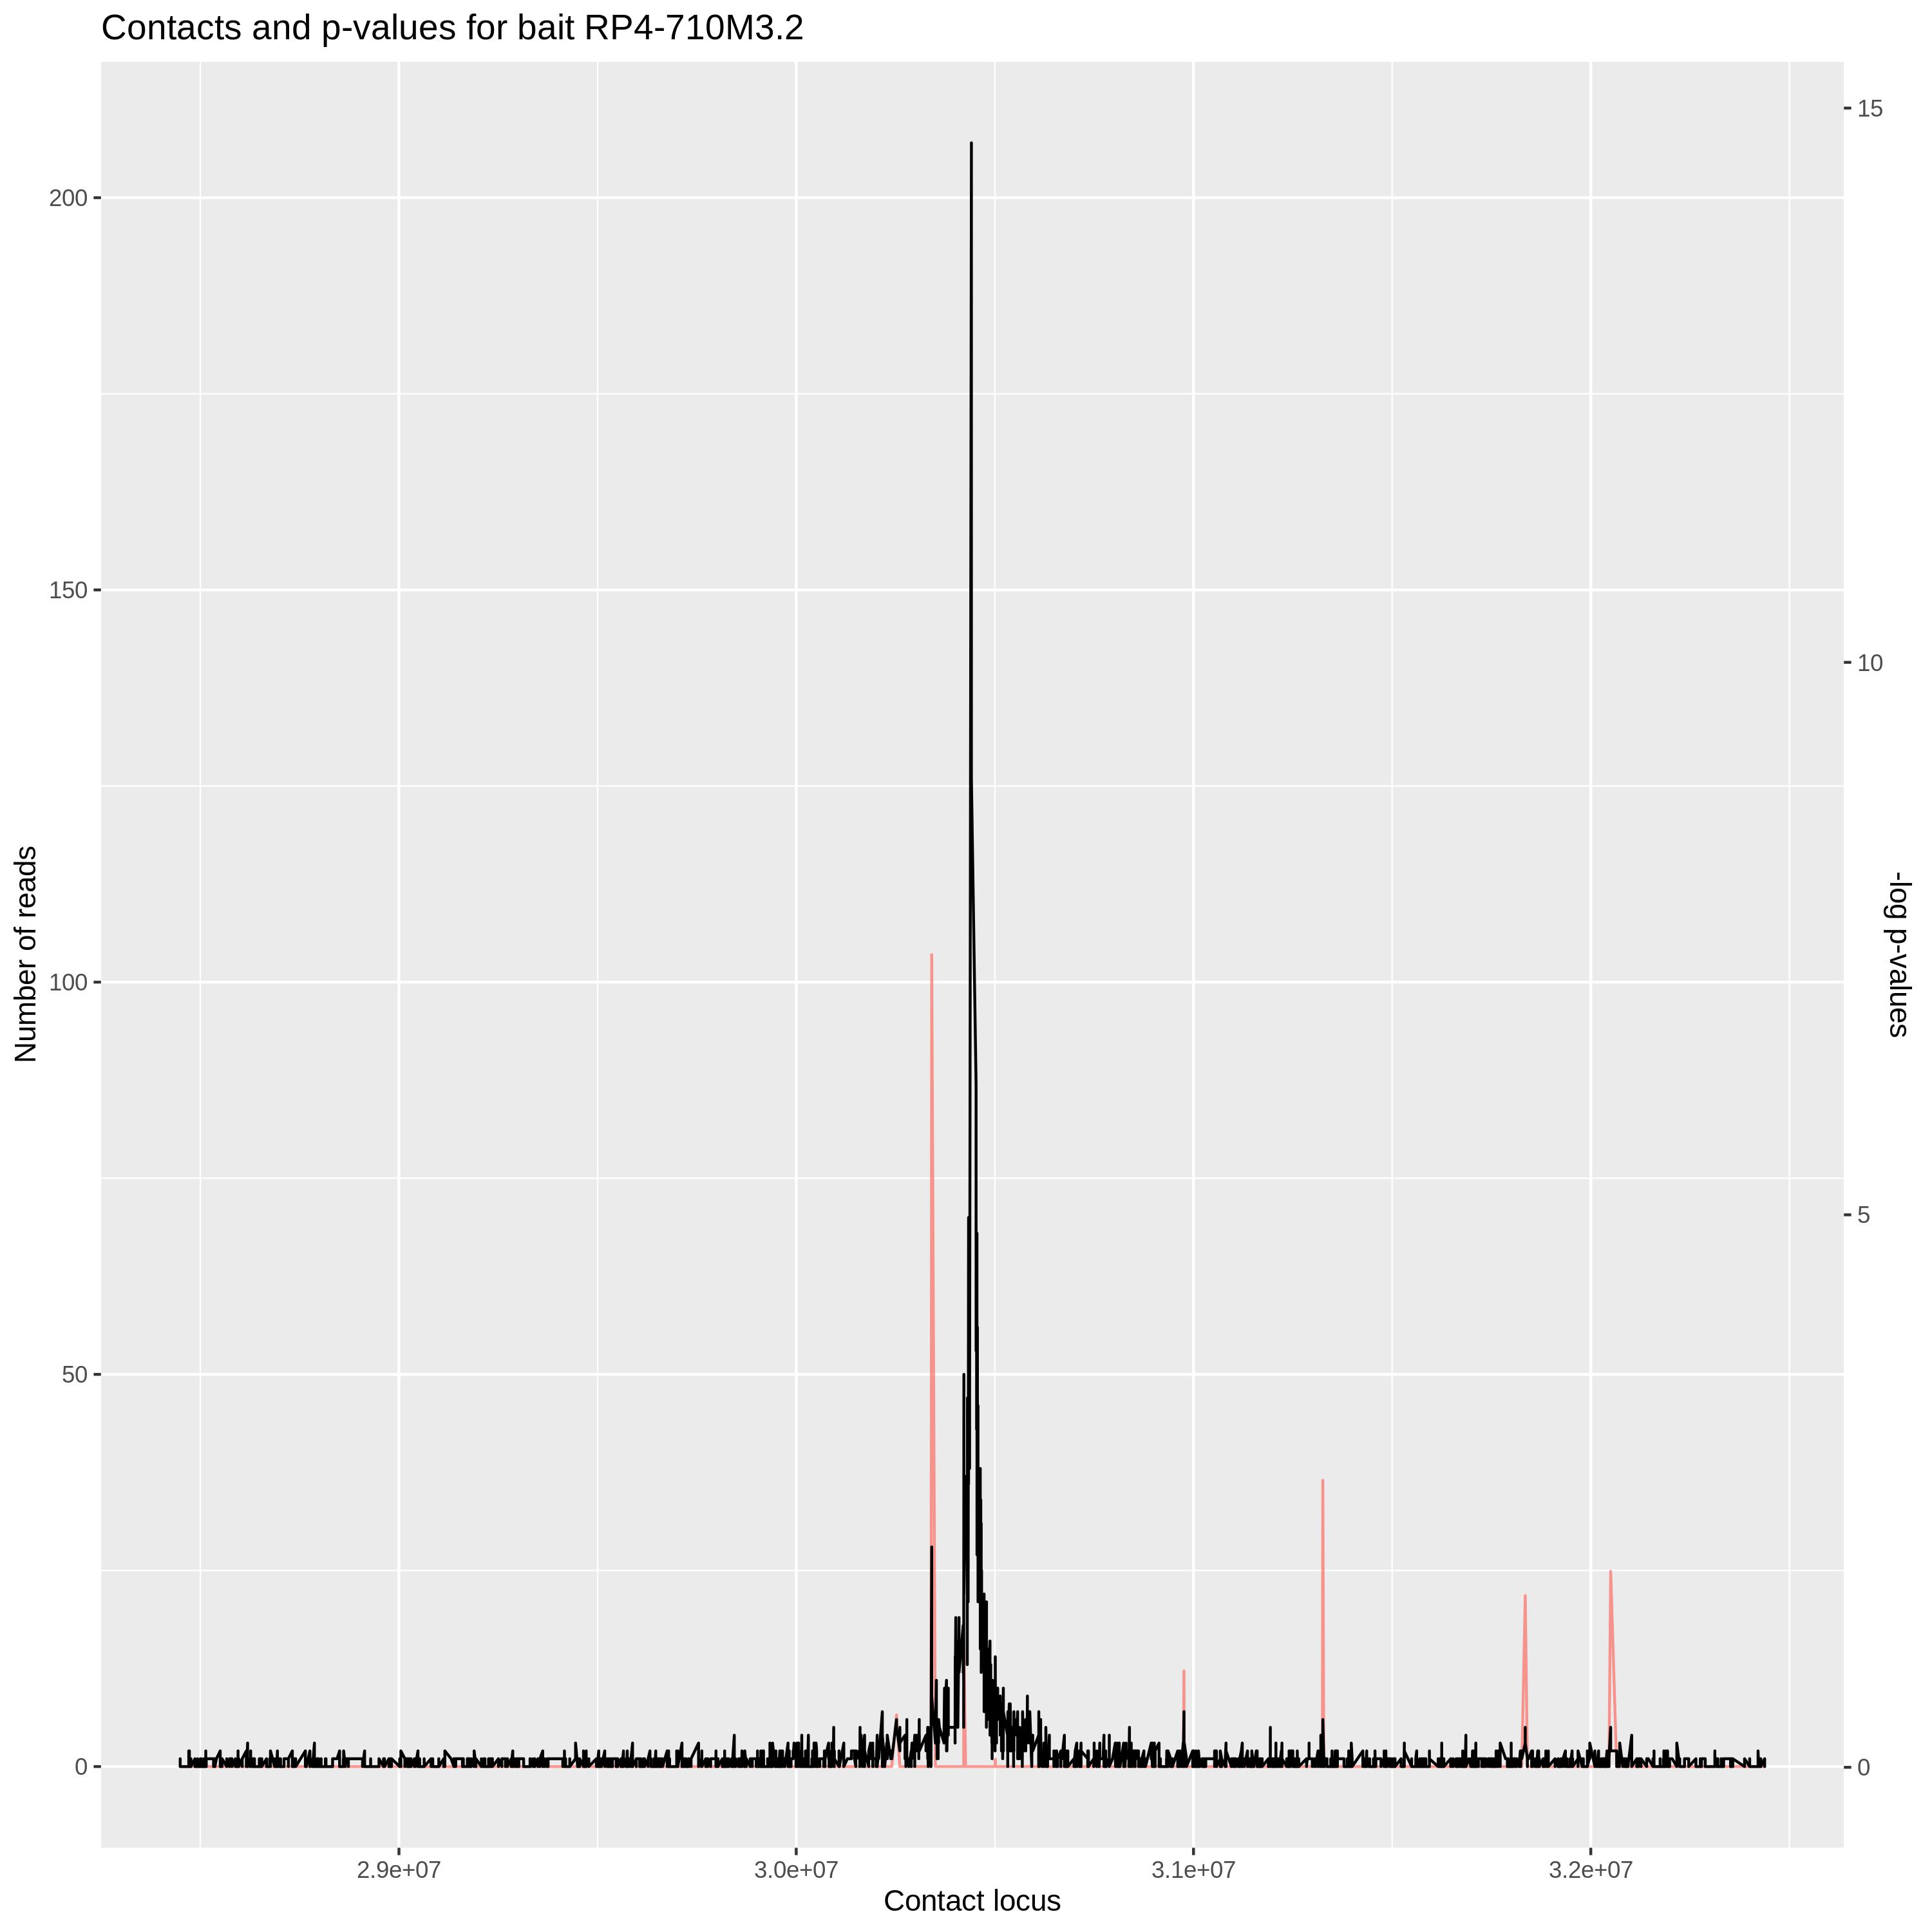 Contacts and p-values for bait RP4-710M3.2
Number of reads
200
150
100
50
0
15
10
5
0
-log p-values
2.9e+07
3.0e+07
3.1e+07
3.2e+07
Contact locus